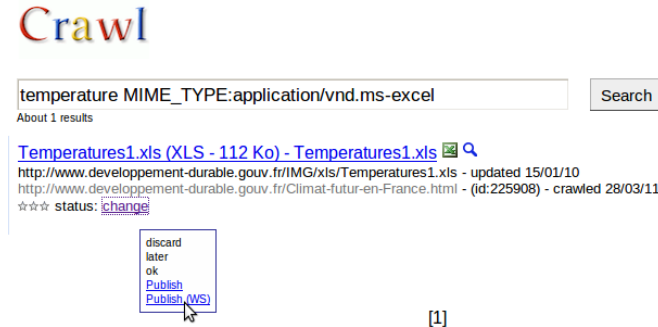 Crawl
temperature MIME_TYPE:application/vnd.ms-excel Search
About 1 results
Temperatures1.xls (XLS - 112 Ko) - Temperatures1.xls
http://www.developpement-durable.gouv.fr/IMG/xls/Temperatures1.xls - updated 15/01/10
http://www.developpement-durable.gouv.fr/Climat-futur-en-France.html - (id:225908) - crawled 28/03/11
☆☆☆ status: change
discard
later
ok
Publish
Publish (WS)
[1]